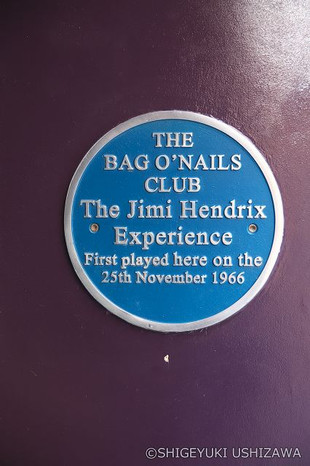 THE
BAG O'NAILS
CLUB
The Jimi Hendrix
Experience
First played here on the
25th November 1966
©SHIGEYUKI USHIZAWA